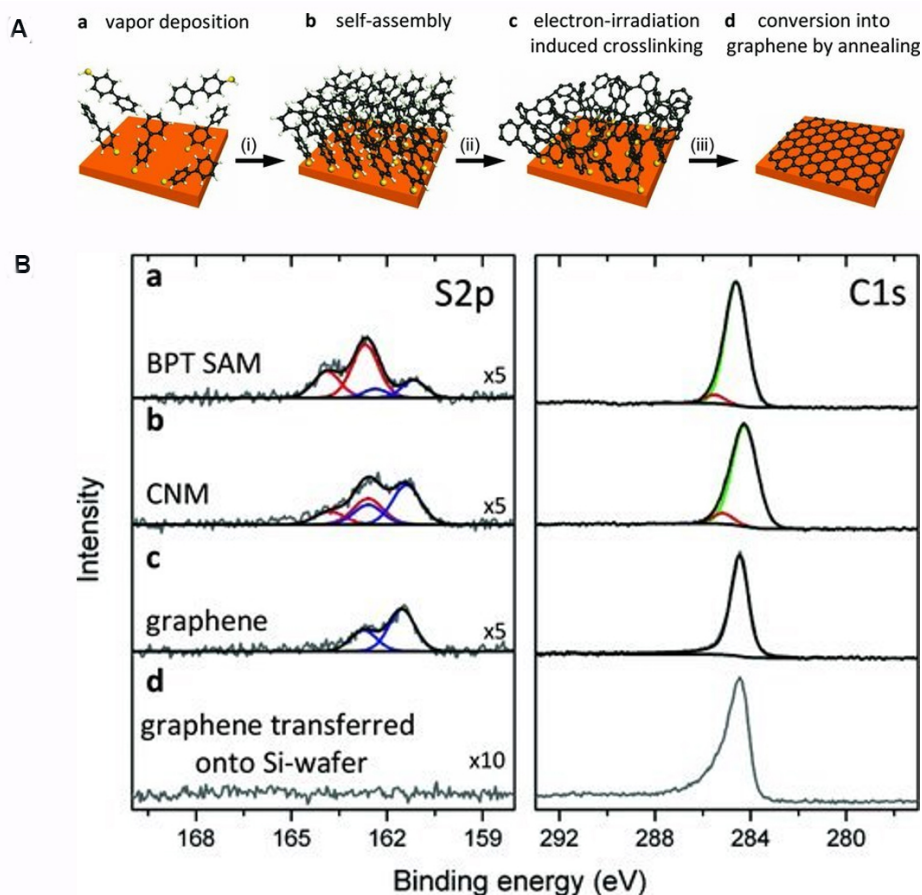 A
a vapor deposition
b self-assembly
c electron-irradiation
induced crosslinking
d conversion into
graphene by annealing
(i)
(ii)
(iii)
B
a
S2p
BPT SAM
x5
b
CNM
x5
c
graphene
x5
d
graphene transferred
onto Si-wafer
x10
C1s
Intensity
168 165 162 159
292 288 284 280
Binding energy (eV)